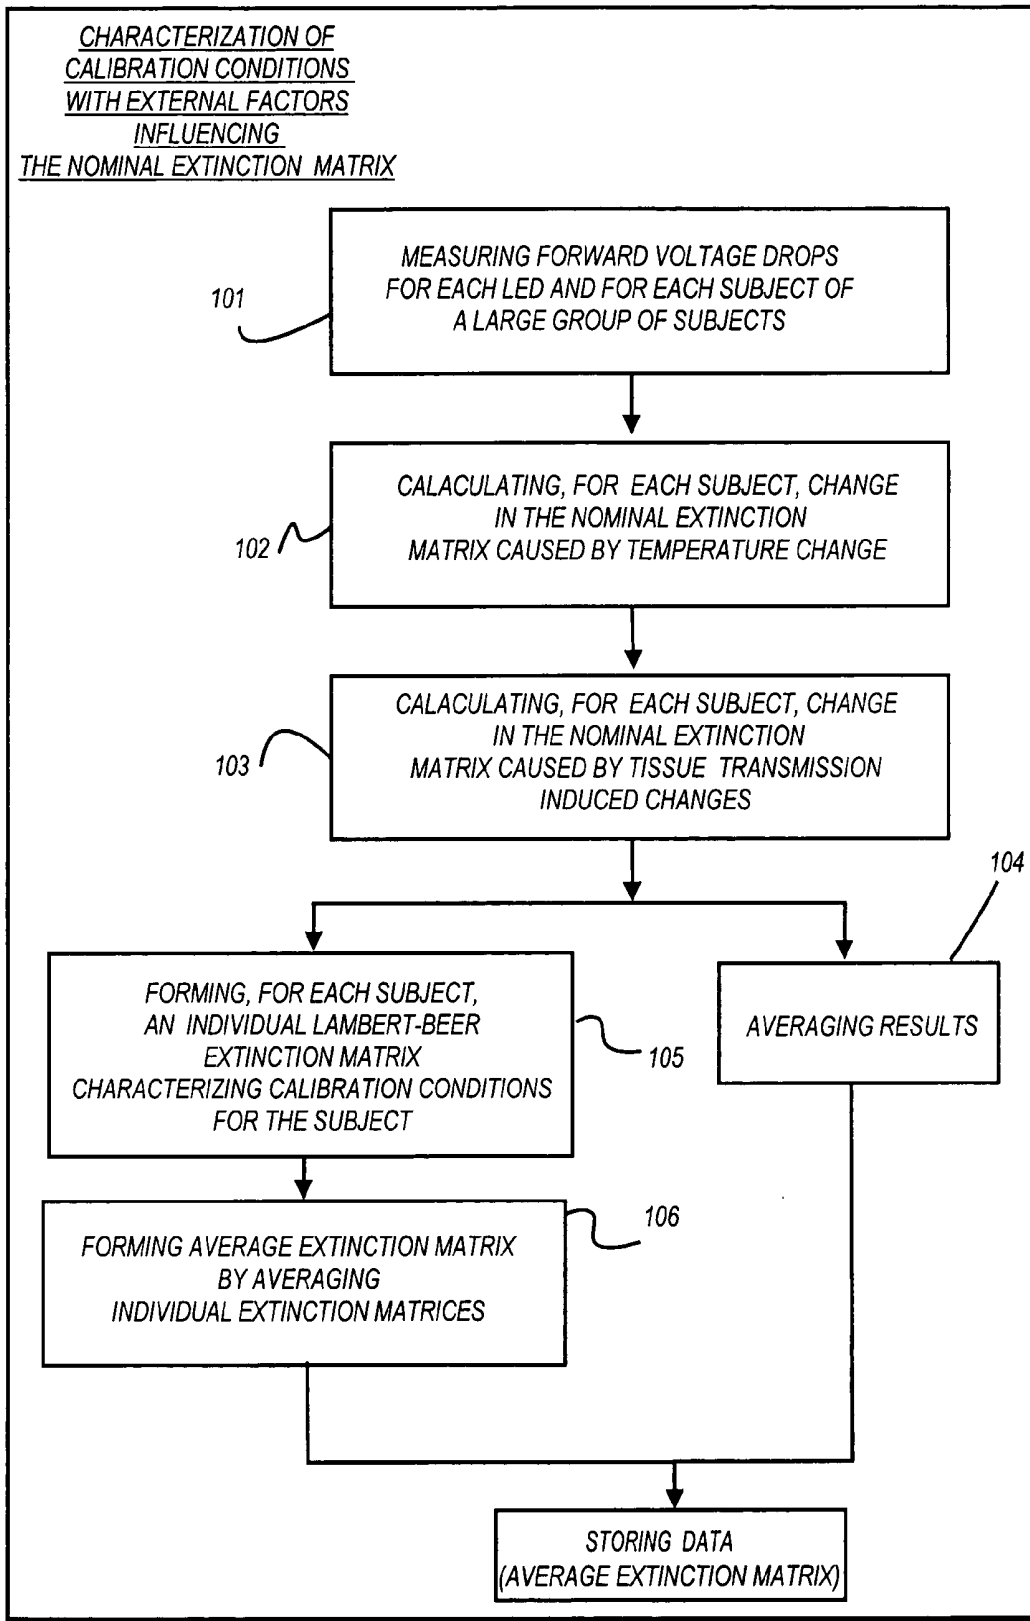 CHARACTERIZATION OF
CALIBRATION CONDITIONS
WITH EXTERNAL FACTORS
INFLUENCING
THE NOMINAL EXTINCTION MATRIX
MEASURING FORWARD VOLTAGE DROPS
FOR EACH LED AND FOR EACH SUBJECT OF
A LARGE GROUP OF SUBJECTS
101
CALACULATING, FOR EACH SUBJECT, CHANGE
IN THE NOMINAL EXTINCTION
MATRIX CAUSED BY TEMPERATURE CHANGE
102
CALACULATING, FOR EACH SUBJECT, CHANGE
IN THE NOMINAL EXTINCTION
MATRIX CAUSED BY TISSUE TRANSMISSION
INDUCED CHANGES
103
104
FORMING, FOR EACH SUBJECT,
AN INDIVIDUAL LAMBERT-BEER
EXTINCTION MATRIX
CHARACTERIZING CALIBRATION CONDITIONS
FOR THE SUBJECT
105
AVERAGING RESULTS
106
FORMING AVERAGE EXTINCTION MATRIX
BY AVERAGING
INDIVIDUAL EXTINCTION MATRICES
STORING DATA
(AVERAGE EXTINCTION MATRIX)